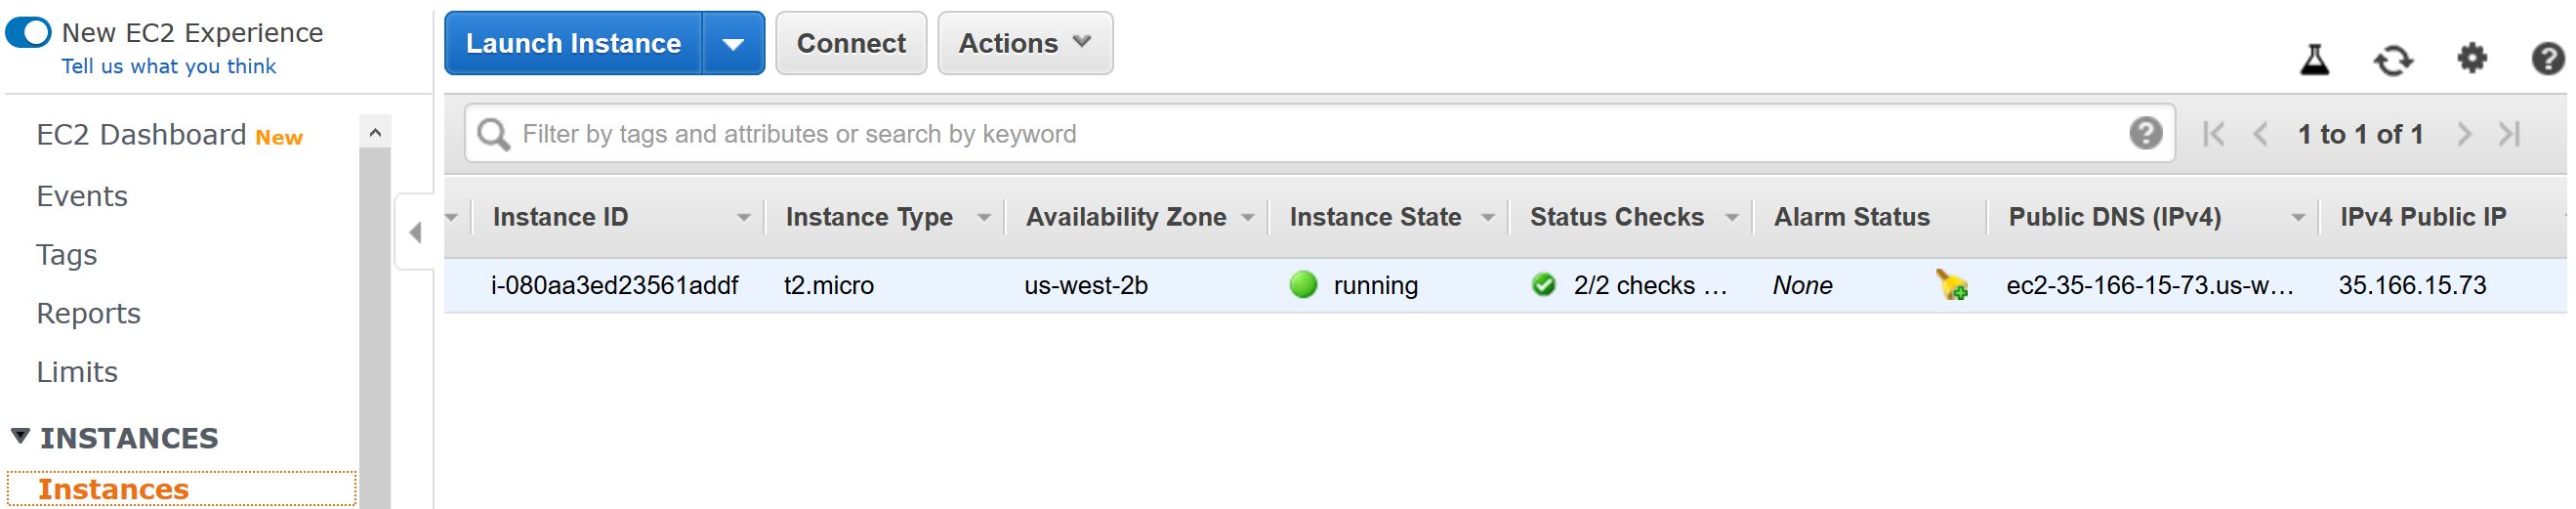 New EC2 Experience
Tell us what you think
EC2 Dashboard New
Events
Tags
Reports
Limits
INSTANCES
Instances
Launch Instance Connect Actions
Filter by tags and attributes or search by keyword ? 1 to 1 of 1
Instance ID Instance Type Availability Zone Instance State Status Checks Alarm Status Public DNS (IPv4) IPv4 Public IP
i-080aa3ed23561addf t2.micro us-west-2b running 2/2 checks ... None ec2-35-166-15-73.us-w... 35.166.15.73